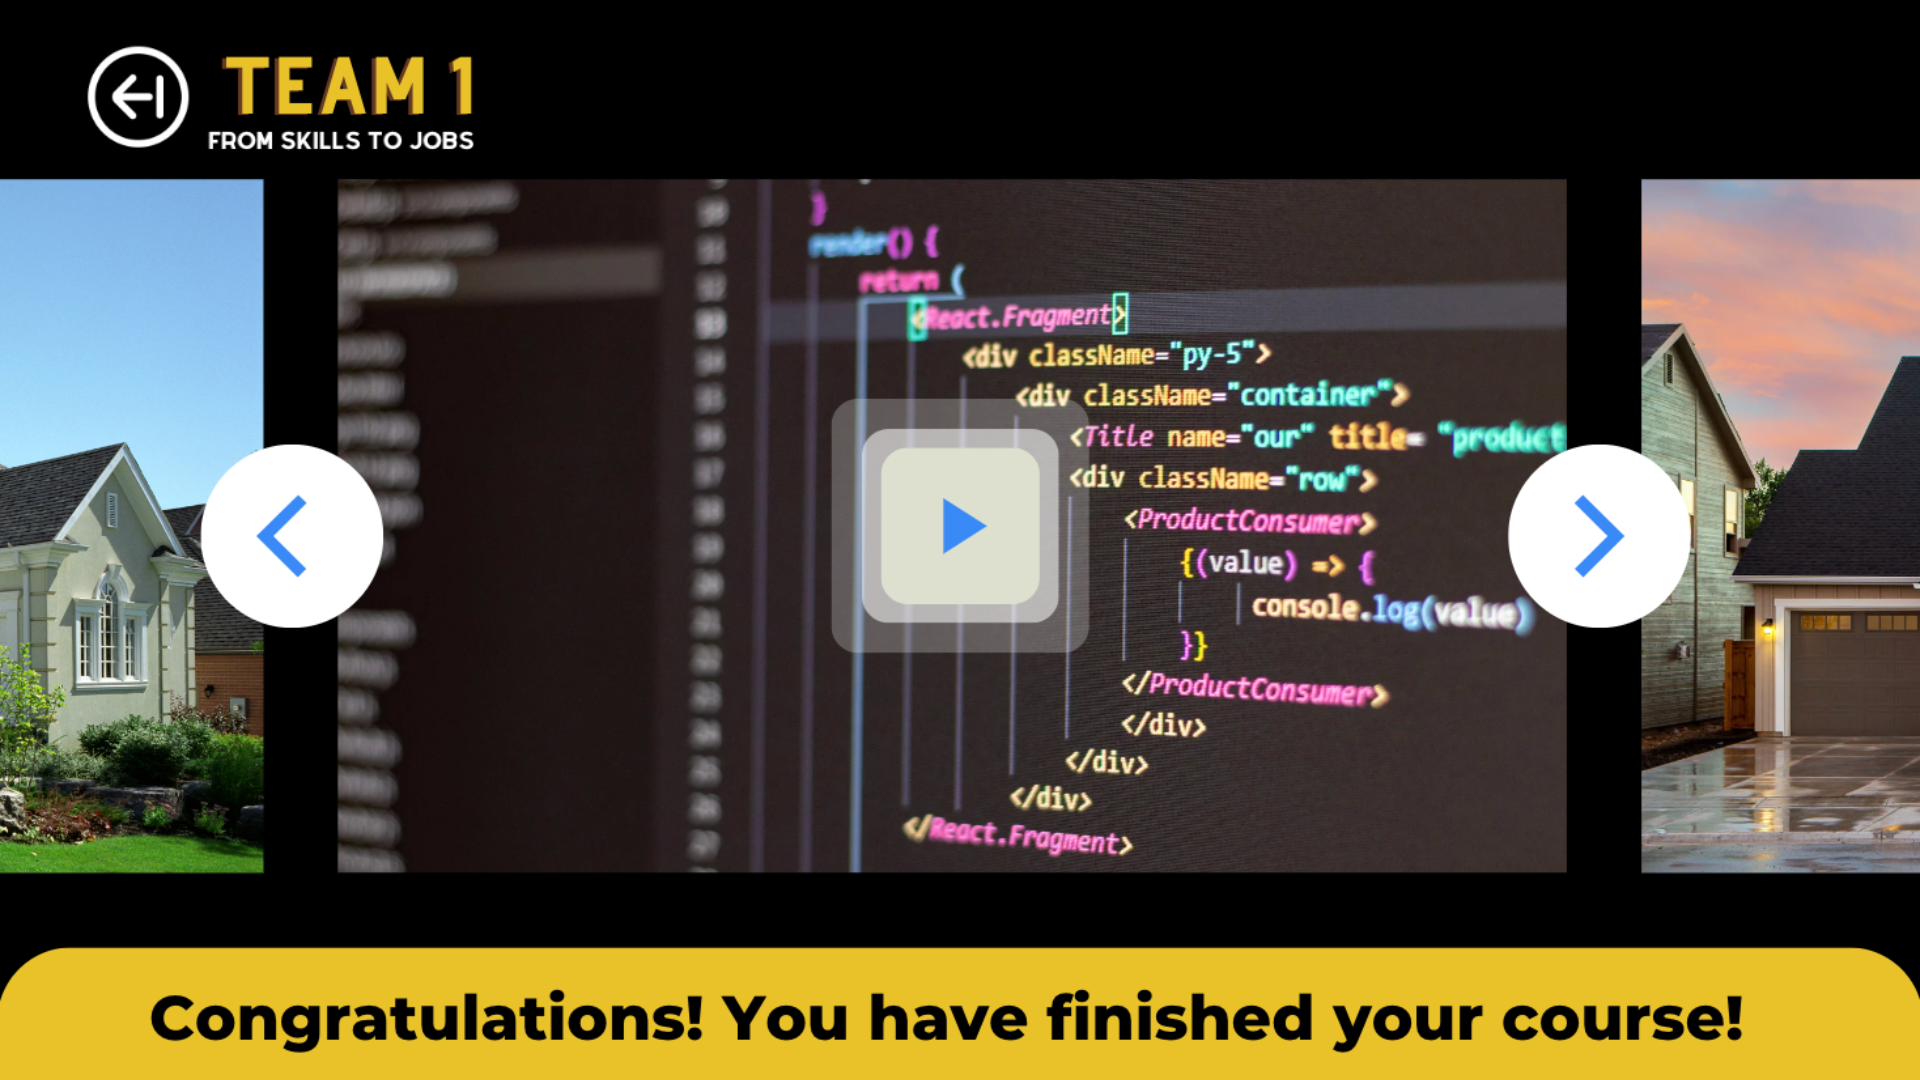 TEAM 1
FROM SKILLS TO JOBS
}
render() {
return (
<React.Fragment>
<div className="py-5">
<div className="container">
<Title name="our" title= "product
<div className="row">
<ProductConsumer>
{(value) => {
console.log(value)
}}
</ProductConsumer>
</div>
</div>
</div>
</React.Fragment>
Congratulations! You have finished your course!